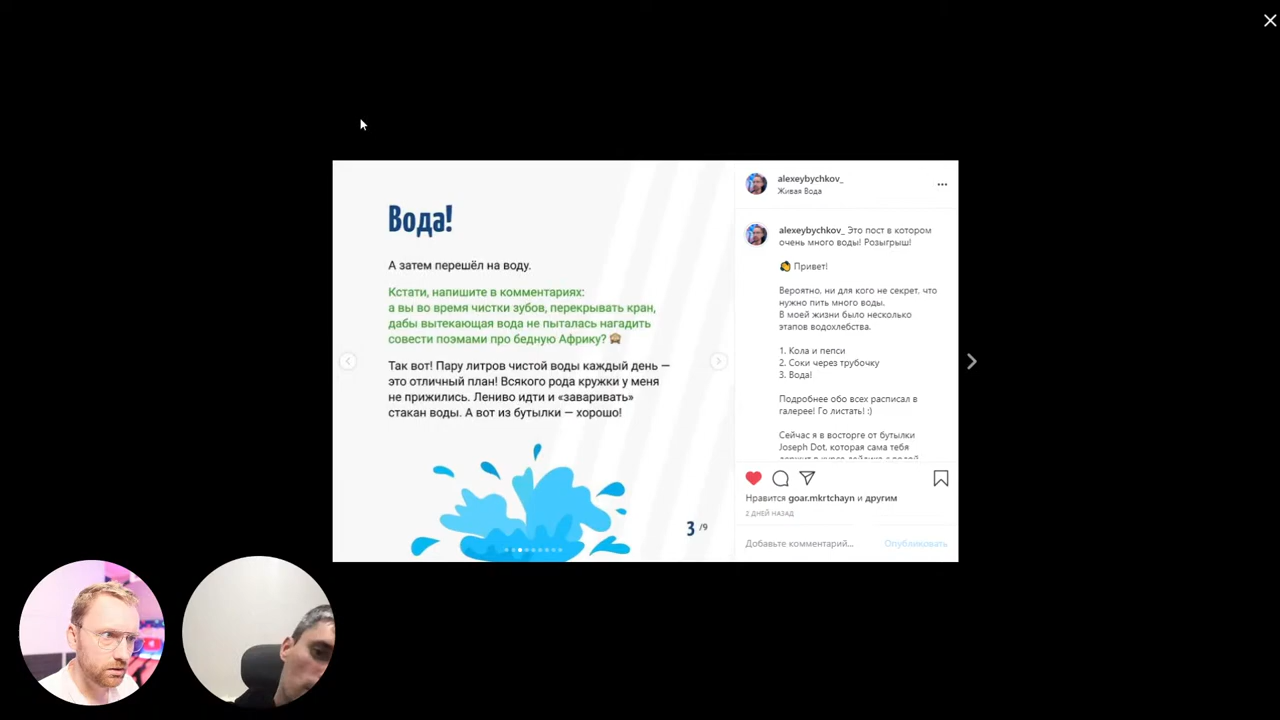 Вода!
А затем перешёл на воду.
Кстати, напишите в комментариях:
а вы во время чистки зубов, перекрывать кран,
дабы вытекающая вода не пыталась нагадить
совести поэмами про бедную Африку? 🙈
Так вот! Пару литров чистой воды каждый день —
это отличный план! Всякого рода кружки у меня
не прижились. Лениво идти и «заваривать»
стакан воды. А вот из бутылки — хорошо!
3 /9
alexeybychkov_
Живая Вода
alexeybychkov_ Это пост в котором
очень много воды! Розыгрыш!
👋 Привет!
Вероятно, ни для кого не секрет, что
нужно пить много воды.
В моей жизни было несколько
этапов водохлебства.
1. Кола и пепси
2. Соки через трубочку
3. Вода!
Подробнее обо всех расписал в
галерее! Го листать! :)
Сейчас я в восторге от бутылки
Joseph Dot, которая сама тебя
Нравится goar.mkrtchayn и другим
2 ДНЕЙ НАЗАД
Добавьте комментарий...
Опубликовать